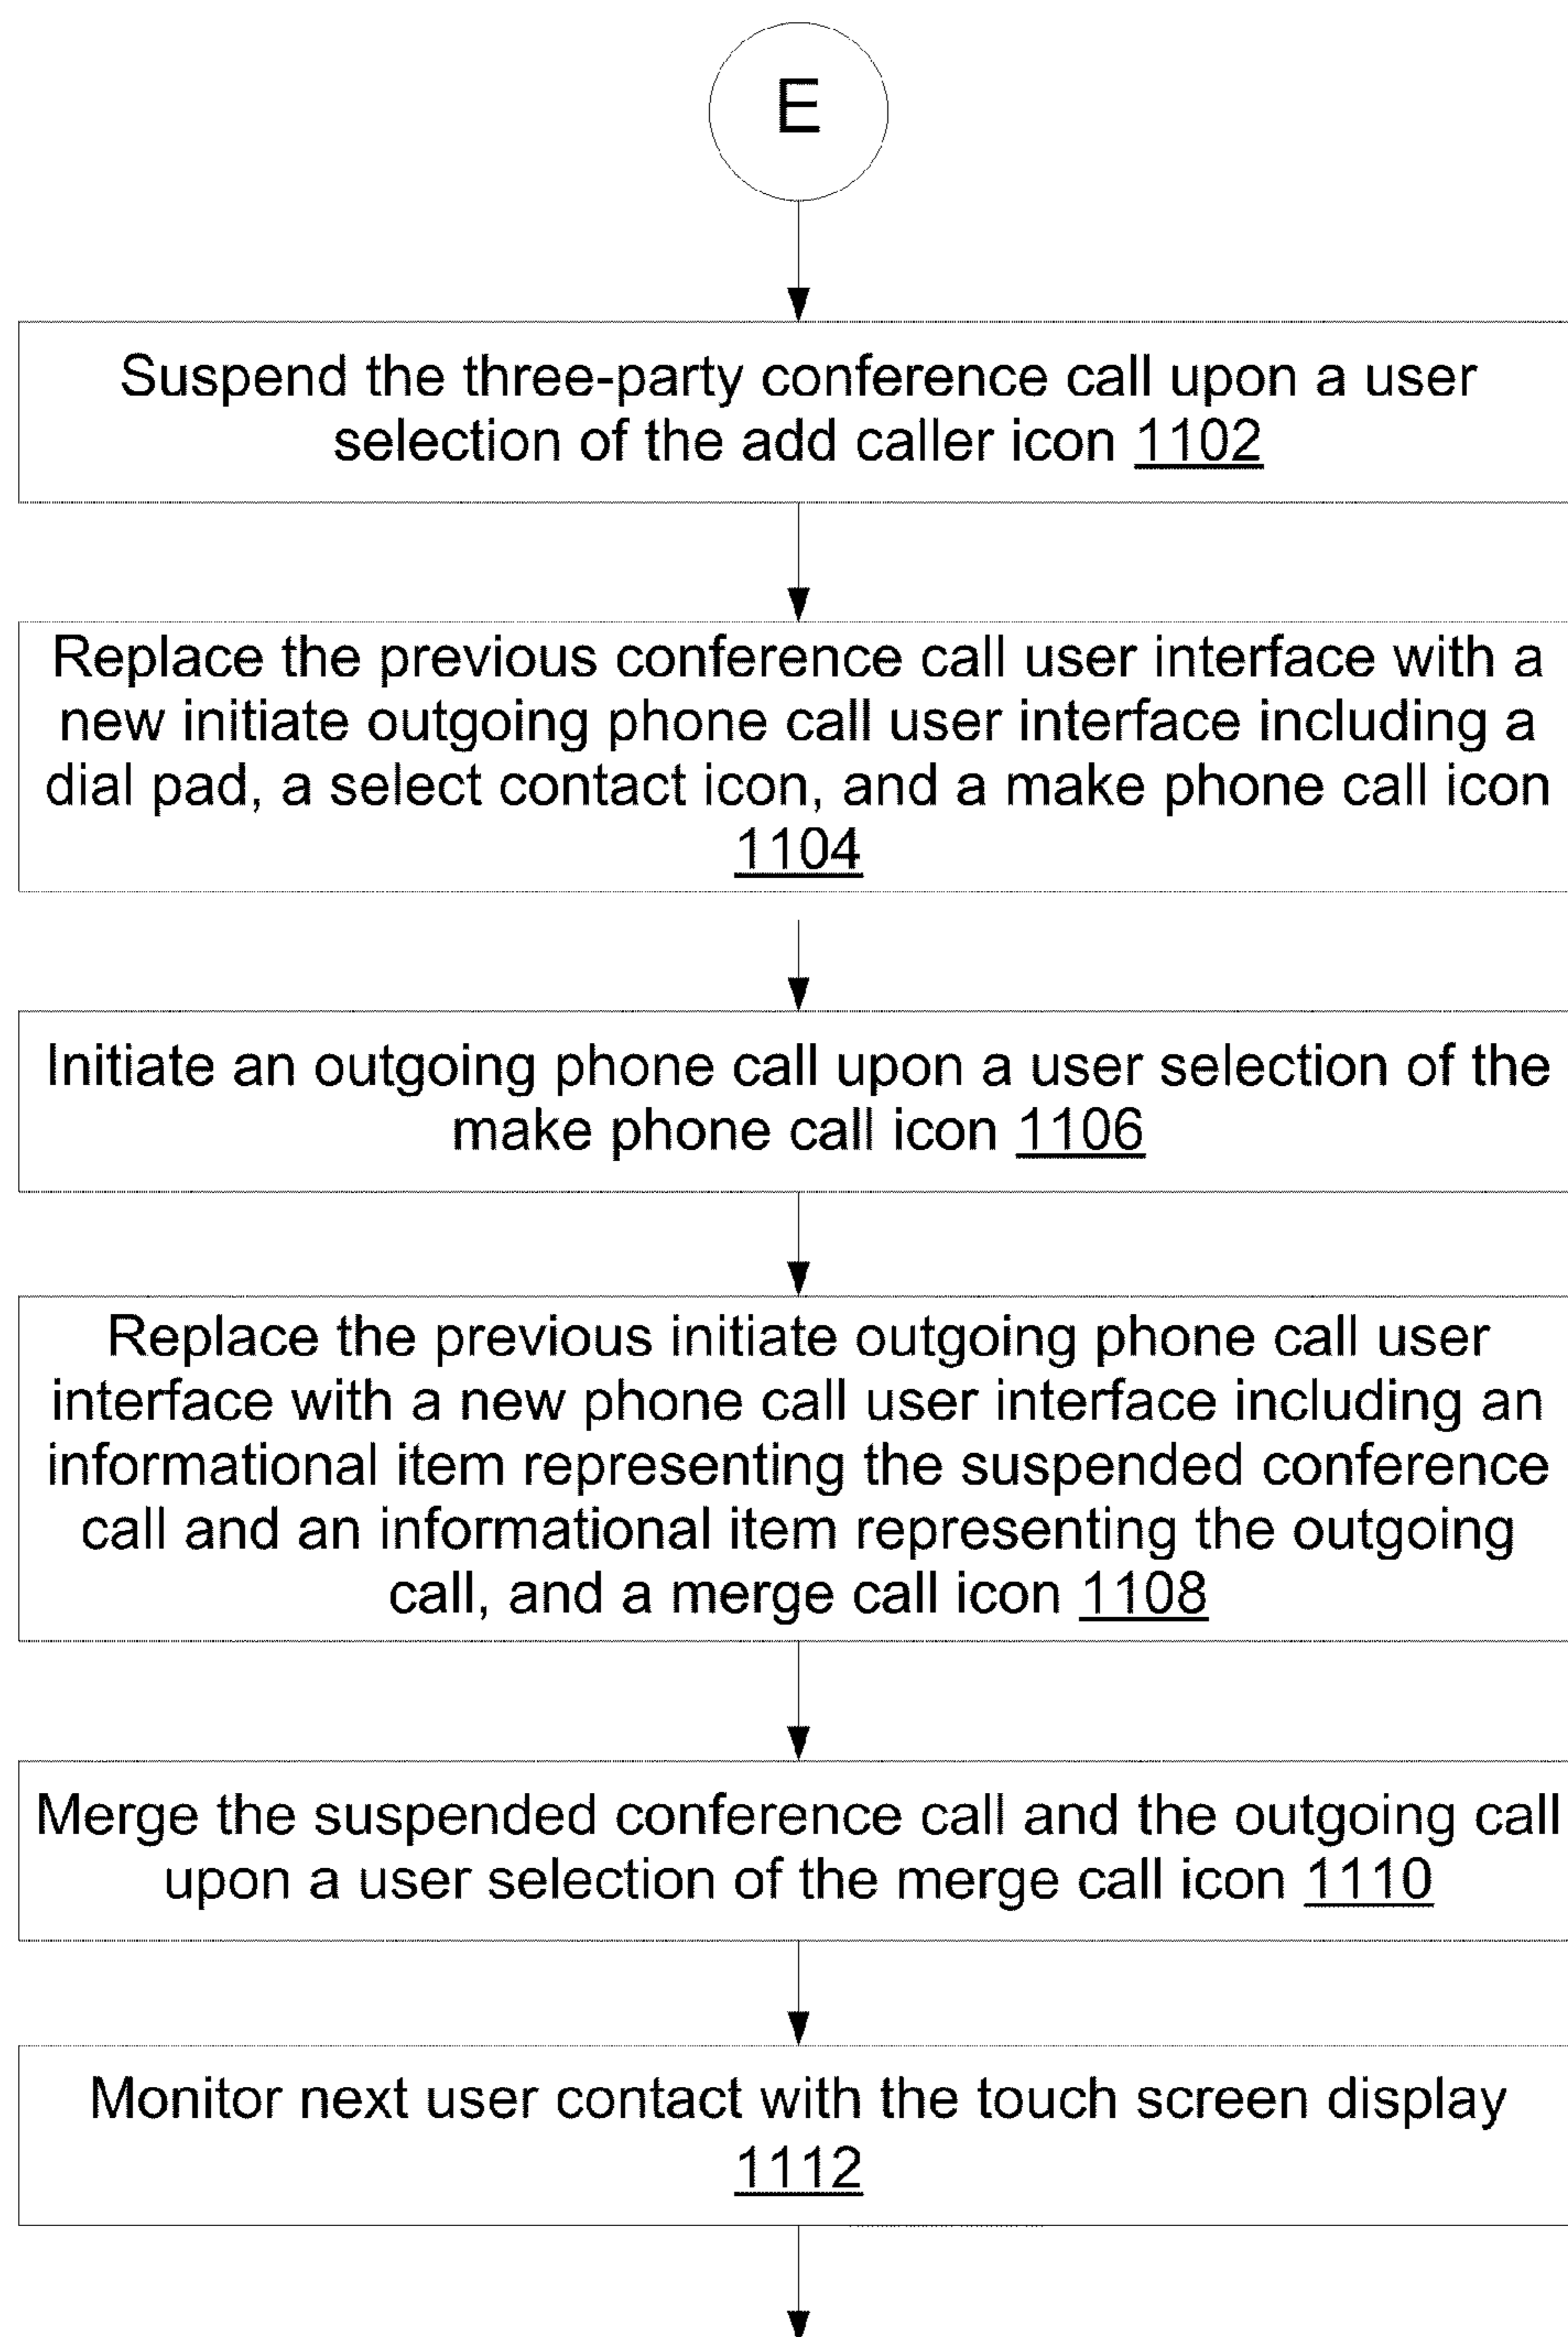 E
Suspend the three-party conference call upon a user
selection of the add caller icon 1102
Replace the previous conference call user interface with a
new initiate outgoing phone call user interface including a
dial pad, a select contact icon, and a make phone call icon
1104
Initiate an outgoing phone call upon a user selection of the
make phone call icon 1106
Replace the previous initiate outgoing phone call user
interface with a new phone call user interface including an
informational item representing the suspended conference
call and an informational item representing the outgoing
call, and a merge call icon 1108
Merge the suspended conference call and the outgoing call
upon a user selection of the merge call icon 1110
Monitor next user contact with the touch screen display
1112